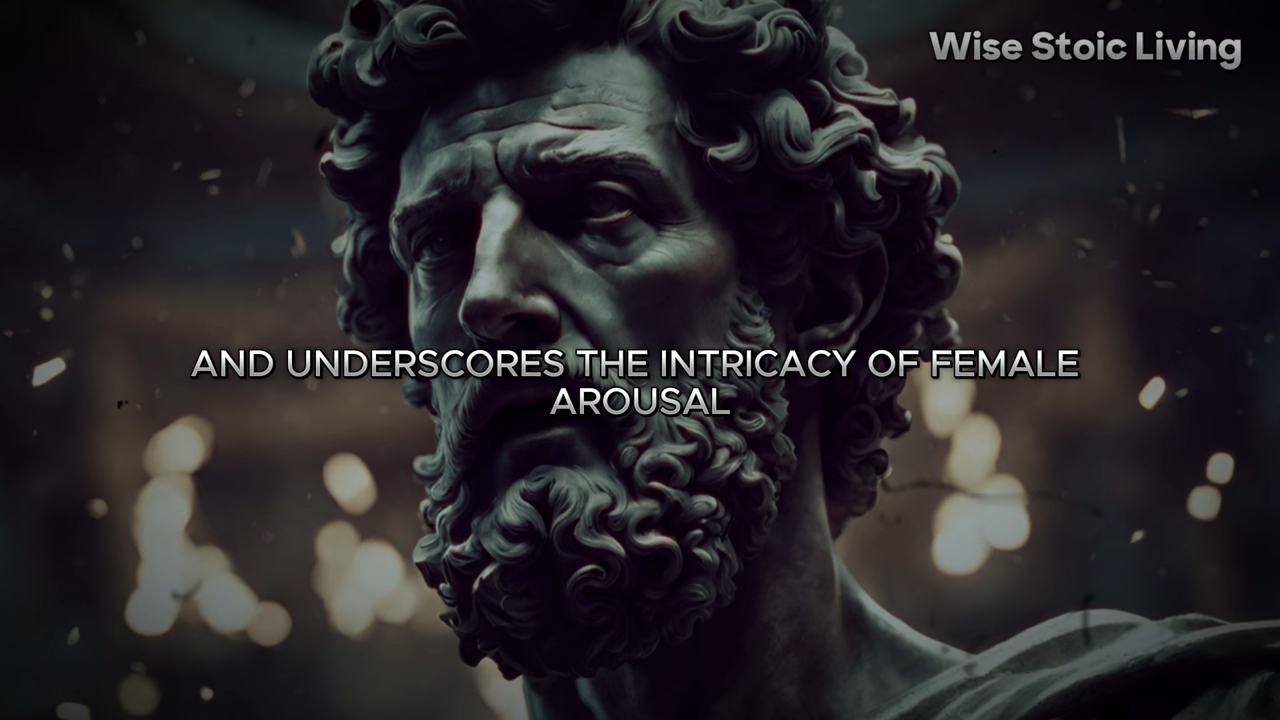 Wise Stoic Living
AND UNDERSCORES THE INTRICACY OF FEMALE
AROUSAL